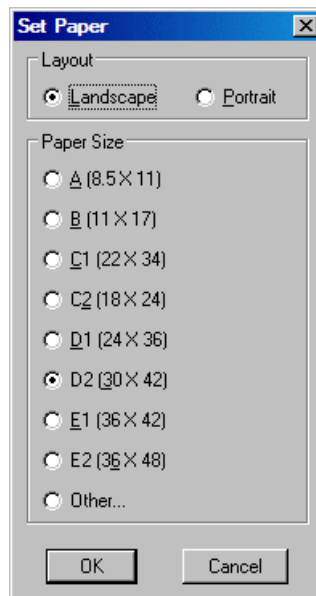 Set Paper
Layout
Landscape Portrait
Paper Size
A (8.5 X 11)
B (11 X 17)
C1 (22 X 34)
C2 (18 X 24)
D1 (24 X 36)
D2 (30 X 42)
E1 (36 X 42)
E2 (36 X 48)
Other...
OK Cancel